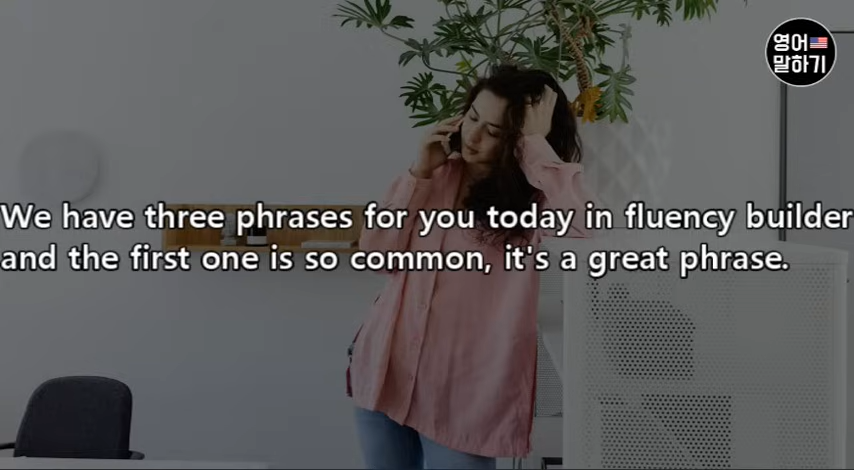 영어
말하기
We have three phrases for you today in fluency builder
and the first one is so common, it's a great phrase.